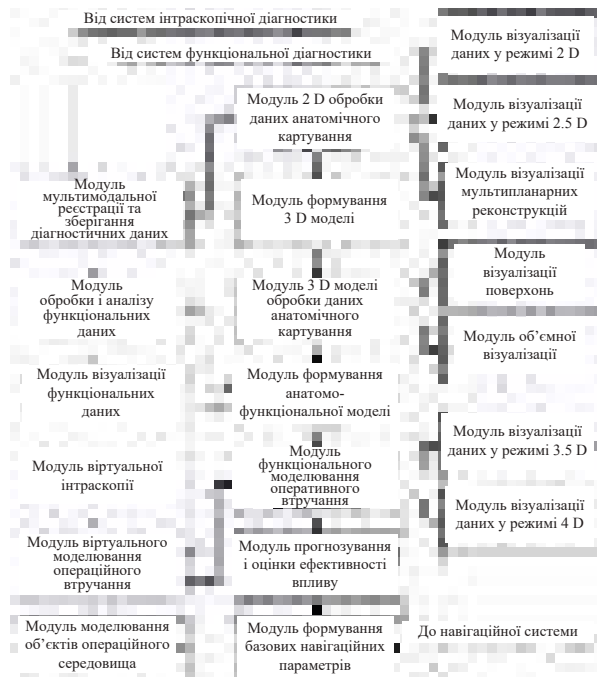 Від систем інтраскопічної діагностики
Від систем функціональної діагностики
Модуль
мультимодальної
реєстрації та
зберігання
діагностичних даних
Модуль
обробки і аналізу
функціональних
даних
Модуль візуалізації
функціональних
даних
Модуль віртуальної
інтраскопії
Модуль віртуального
моделювання
операційного
втручання
Модуль моделювання
об’єктів операційного
середовища
Модуль 2 D обробки
даних анатомічного
картування
Модуль формування
3 D моделі
Модуль 3 D моделі
обробки даних
анатомічного
картування
Модуль формування
анатомо-
функціональної моделі
Модуль
функціонального
моделювання
оперативного
втручання
Модуль прогнозування
і оцінки ефективності
впливу
Модуль формування
базових навігаційних
параметрів
Модуль візуалізації
даних у режимі 2 D
Модуль візуалізації
даних у режимі 2.5 D
Модуль візуалізації
мультипланарних
реконструкцій
Модуль
візуалізації
поверхонь
Модуль об’ємної
візуалізації
Модуль візуалізації
даних у режимі 3.5 D
Модуль візуалізації
даних у режимі 4 D
До навігаційної системи